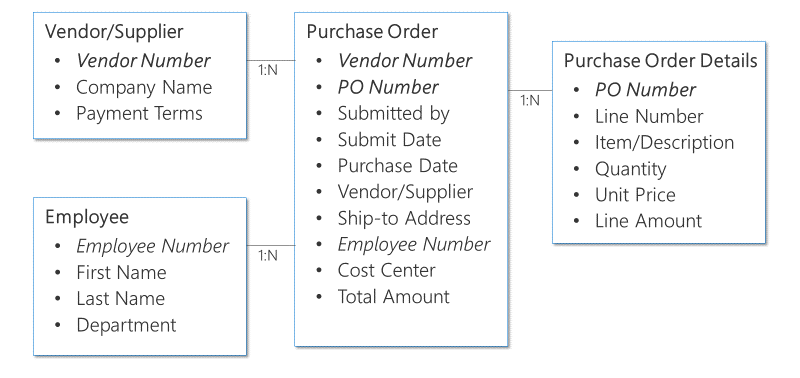 Vendor/Supplier
• Vendor Number
• Company Name
• Payment Terms
1:N
Employee
• Employee Number
• First Name
• Last Name
• Department
1:N
Purchase Order
• Vendor Number
• PO Number
• Submitted by
• Submit Date
• Purchase Date
• Vendor/Supplier
• Ship-to Address
• Employee Number
• Cost Center
• Total Amount
1:N
Purchase Order Details
• PO Number
• Line Number
• Item/Description
• Quantity
• Unit Price
• Line Amount